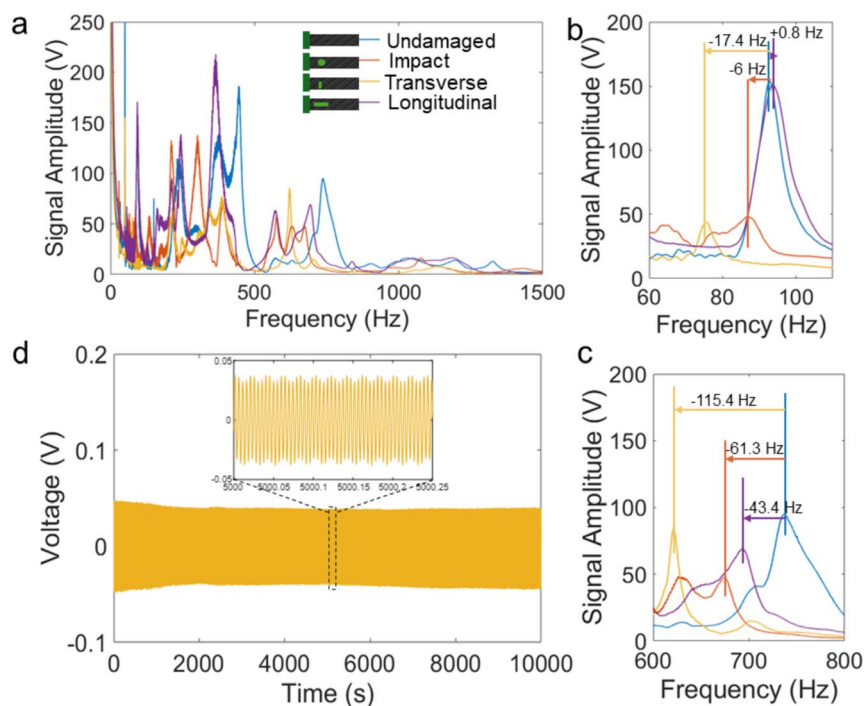 a
Signal Amplitude (V)
250
200
150
100
50
0
0
500
1000
1500
Frequency (Hz)
Undamaged
Impact
Transverse
Longitudinal
b
Signal Amplitude (V)
200
150
100
50
0
60
80
100
Frequency (Hz)
-17.4 Hz
+0.8 Hz
-6 Hz
d
Voltage (V)
0.2
0.1
0
-0.1
0
2000
4000
6000
8000
10000
Time (s)
0.05
0
-0.05
5000
5000.05
5000.1
5000.15
5000.2
5000.25
c
Signal Amplitude (V)
200
150
100
50
0
600
700
800
Frequency (Hz)
-115.4 Hz
-61.3 Hz
-43.4 Hz